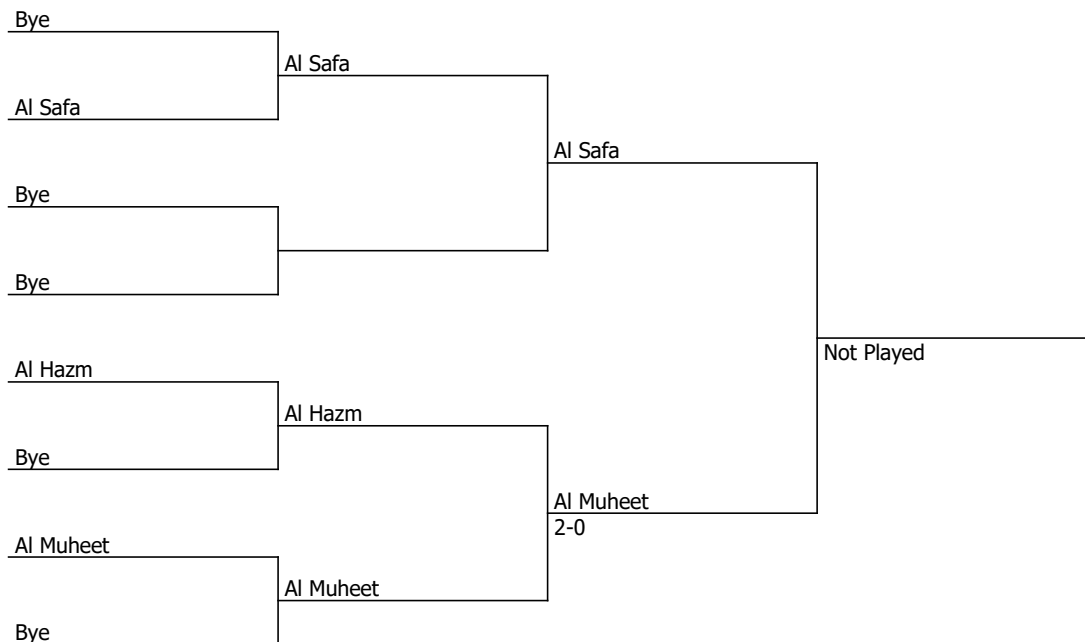 Bye
Al Safa
Al Safa
Al Safa
Bye
Bye
Not Played
Al Hazm
Al Hazm
Bye
Al Muheet
2-0
Al Muheet
Al Muheet
Bye